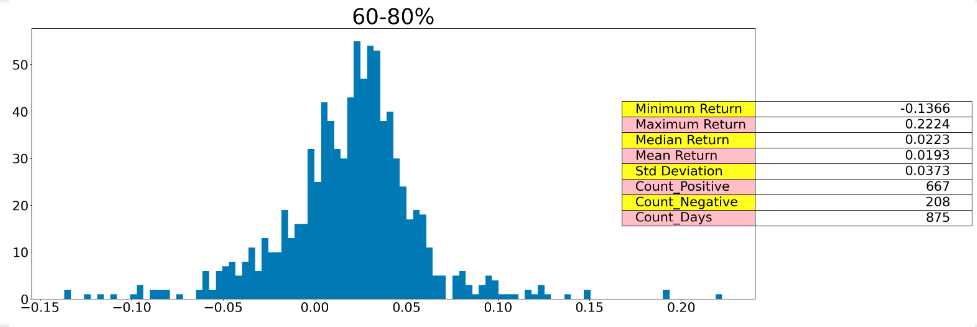 60-80%
50
40
30
20
10
0
−0.15 −0.10 −0.05 0.00 0.05 0.10 0.15 0.20
Minimum Return -0.1366
Maximum Return 0.2224
Median Return 0.0223
Mean Return 0.0193
Std Deviation 0.0373
Count_Positive 667
Count_Negative 208
Count_Days 875